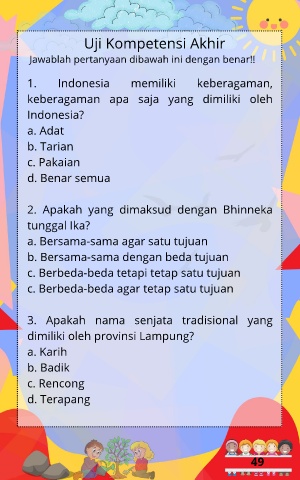 Uji Kompetensi Akhir
Jawablah pertanyaan dibawah ini dengan benar!!
1. Indonesia memiliki keberagaman,
keberagaman apa saja yang dimiliki oleh
Indonesia?
a. Adat
b. Tarian
c. Pakaian
d. Benar semua
2. Apakah yang dimaksud dengan Bhinneka
tunggal Ika?
a. Bersama-sama agar satu tujuan
b. Bersama-sama dengan beda tujuan
c. Berbeda-beda tetapi tetap satu tujuan
c. Berbeda-beda agar tetap satu tujuan
3. Apakah nama senjata tradisional yang
dimiliki oleh provinsi Lampung?
a. Karih
b. Badik
c. Rencong
d. Terapang
49